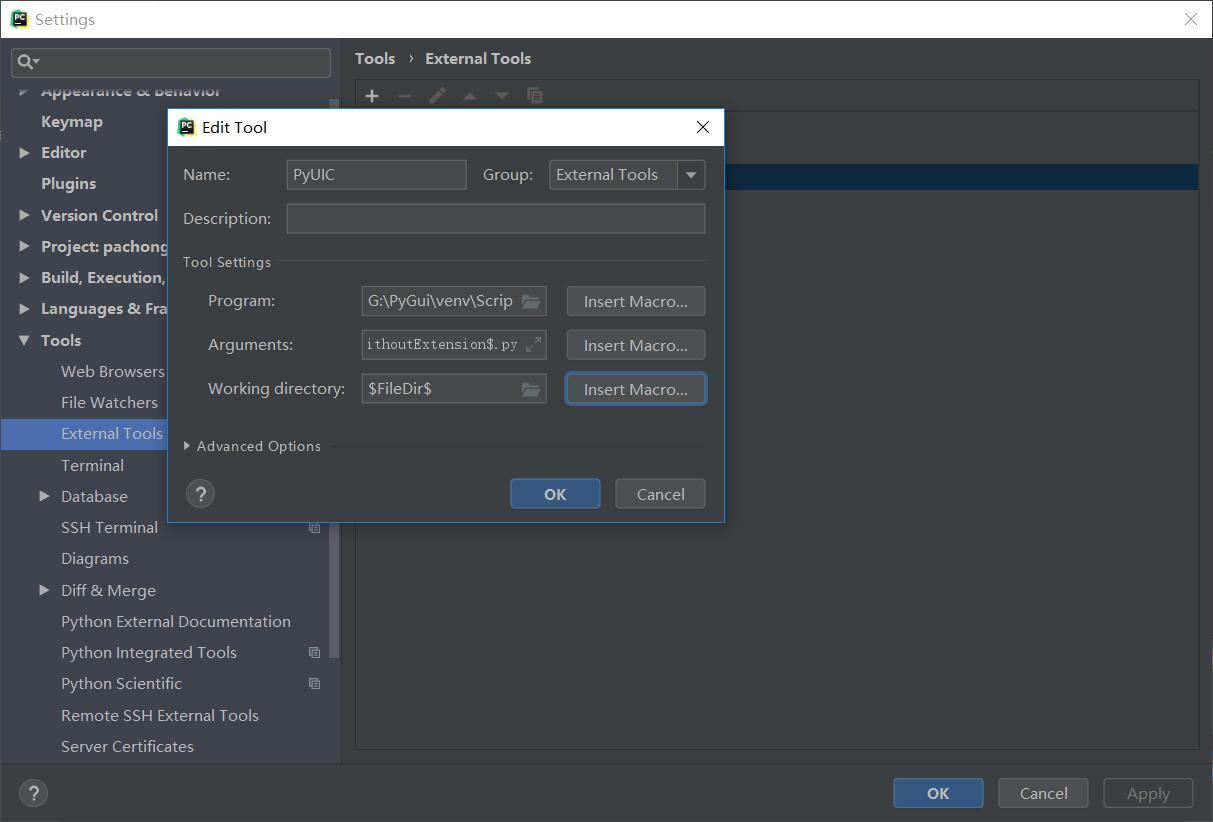 Settings
Tools › External Tools
Appearance & Behavior
Keymap
Editor
Plugins
Version Control
Project: pachong
Build, Execution,
Languages & Fra
Tools
Web Browsers
File Watchers
External Tools
Terminal
Database
SSH Terminal
Diagrams
Diff & Merge
Python External Documentation
Python Integrated Tools
Python Scientific
Remote SSH External Tools
Server Certificates
PC Edit Tool
Name: PyUIC Group: External Tools
Description:
Tool Settings
Program: G:\PyGui\venv\Scrip Insert Macro...
Arguments: ithoutExtension$.py Insert Macro...
Working directory: $FileDir$ Insert Macro...
Advanced Options
? OK Cancel
? OK Cancel Apply